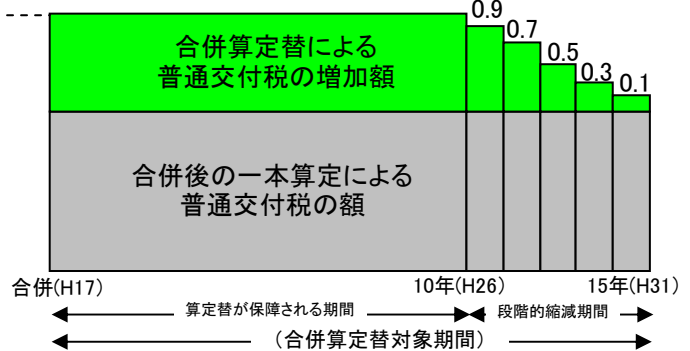 0.9
0.7
0.5
0.3
0.1
合併算定替による
普通交付税の増加額
合併後の一本算定による
普通交付税の額
合併(H17)
10年(H26)
15年(H31)
算定替が保障される期間
段階的縮減期間
（合併算定替対象期間）